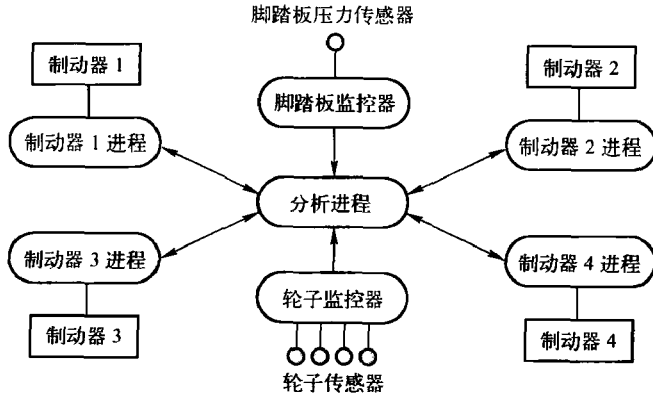 脚踏板压力传感器
制动器 1
制动器 2
脚踏板监控器
制动器 1 进程
制动器 2 进程
分析进程
制动器 3 进程
制动器 4 进程
轮子监控器
制动器 3
制动器 4
轮子传感器